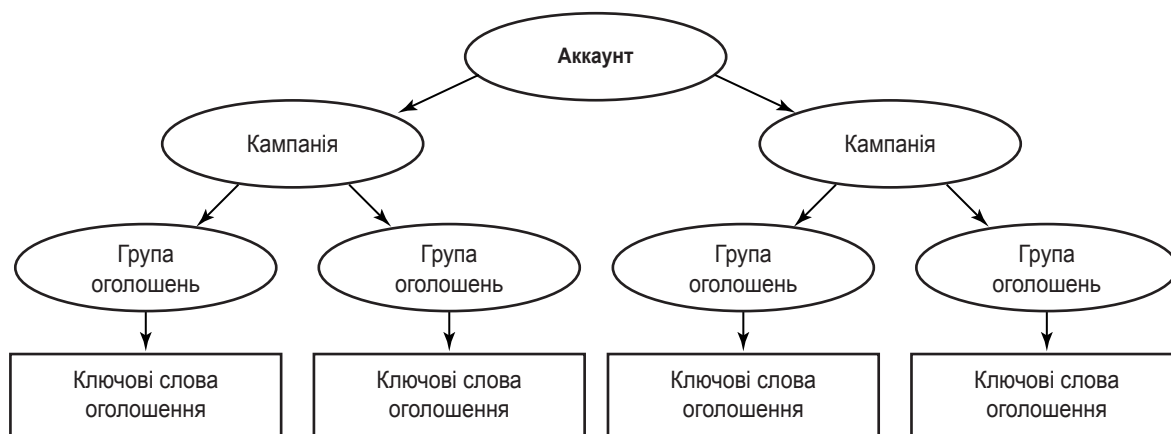 Аккаунт
Кампанія
Кампанія
Група
оголошень
Група
оголошень
Група
оголошень
Група
оголошень
Ключові слова
оголошення
Ключові слова
оголошення
Ключові слова
оголошення
Ключові слова
оголошення